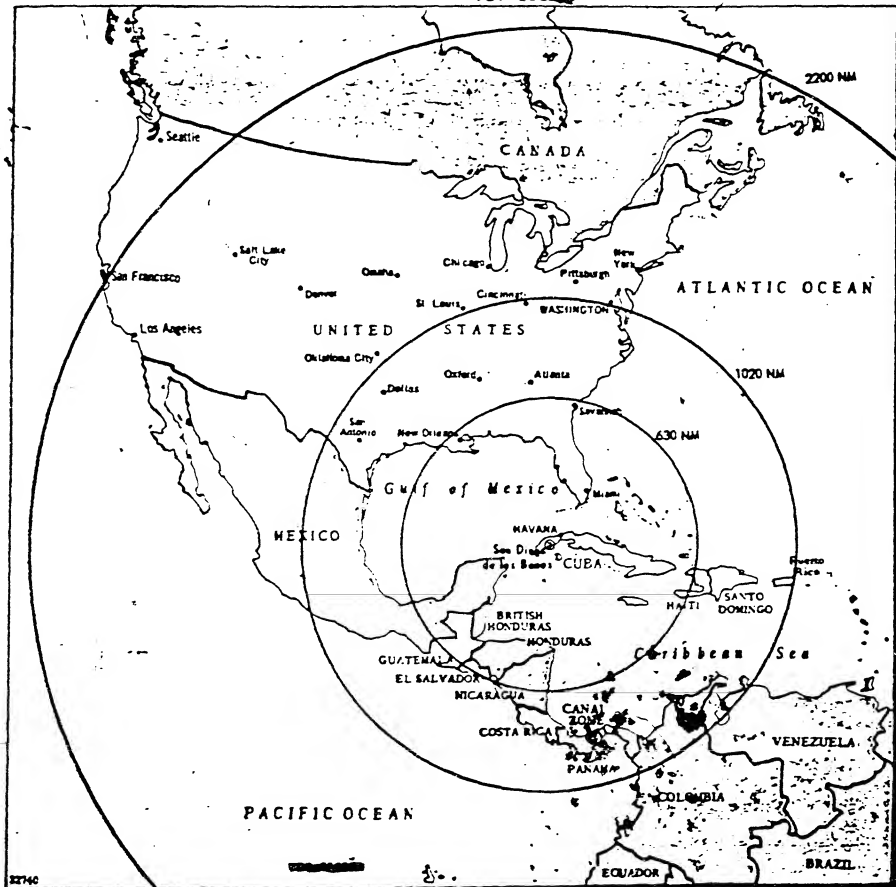 2200 NM
Seattle
CANADA
Salt Lake
City
San Francisco
Omaha
Chicago
New
York
Pittsburgh
ATLANTIC OCEAN
Denver
St Louis
Cincinnati
WASHINGTON
Los Angeles
UNITED STATES
Oklahoma City
Oxford
Atlanta
1020 NM
Dallas
San
Antonio
New Orleans
Savannah
630 NM
Gulf of Mexico
Miami
MEXICO
HAVANA
San Diego
de los Banos
CUBA
Puerto
Rico
HAITI
SANTO
DOMINGO
BRITISH
HONDURAS
HONDURAS
GUATEMALA
Caribbean Sea
EL SALVADOR
NICARAGUA
CANAL
ZONE
COSTA RICA
PANAMA
VENEZUELA
COLOMBIA
PACIFIC OCEAN
ECUADOR
BRAZIL